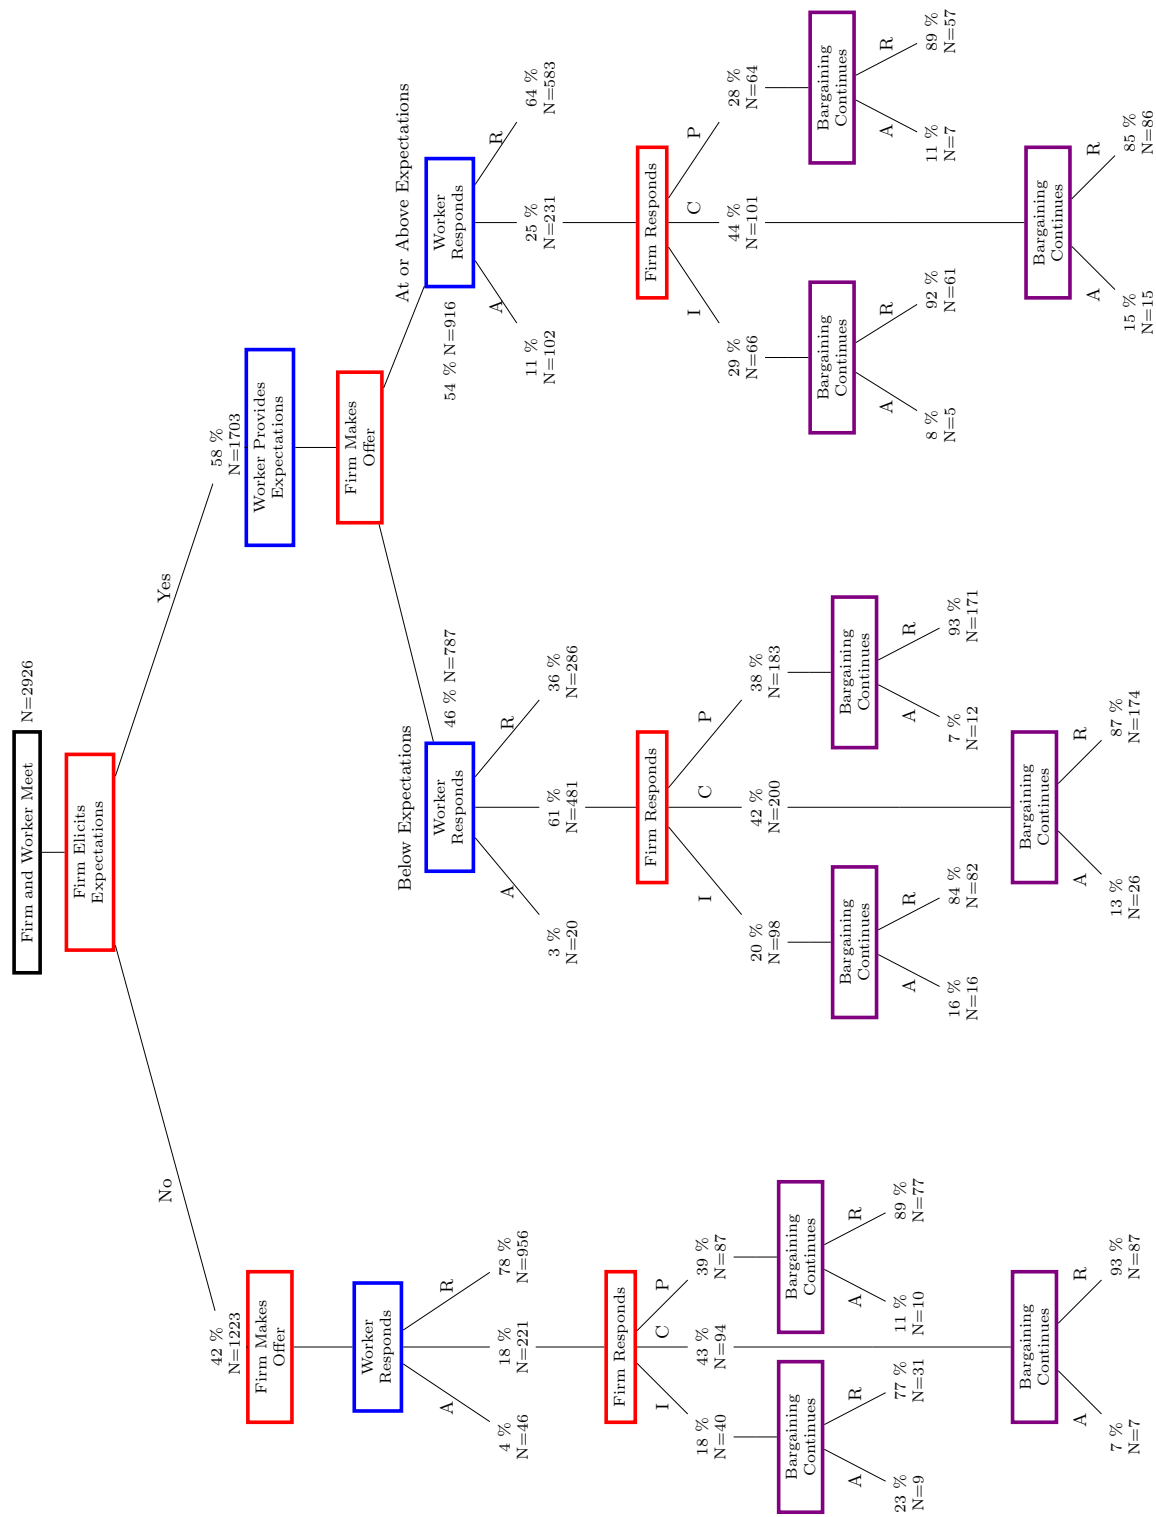 Firm and Worker Meet
N=2926
Firm Elicits
Expectations
No
Yes
42 %
N=1223
58 %
N=1703
Firm Makes
Offer
Worker Provides
Expectations
Firm Makes
Offer
Worker
Responds
A
R
4 %
N=46
18 %
N=221
78 %
N=956
Firm Responds
I
C
P
18 %
N=40
43 %
N=94
39 %
N=87
Bargaining
Continues
A
R
23 %
N=9
77 %
N=31
Bargaining
Continues
A
R
11 %
N=10
89 %
N=77
Bargaining
Continues
A
R
7 %
N=7
93 %
N=87
Below Expectations
46 % N=787
Worker
Responds
A
R
3 %
N=20
61 %
N=481
36 %
N=286
Firm Responds
I
C
P
20 %
N=98
42 %
N=200
38 %
N=183
Bargaining
Continues
A
R
16 %
N=16
84 %
N=82
Bargaining
Continues
A
R
7 %
N=12
93 %
N=171
Bargaining
Continues
A
R
13 %
N=26
87 %
N=174
At or Above Expectations
54 % N=916
Worker
Responds
A
R
11 %
N=102
25 %
N=231
64 %
N=583
Firm Responds
I
C
P
29 %
N=66
44 %
N=101
28 %
N=64
Bargaining
Continues
A
R
8 %
N=5
92 %
N=61
Bargaining
Continues
A
R
11 %
N=7
89 %
N=57
Bargaining
Continues
A
R
15 %
N=15
85 %
N=86